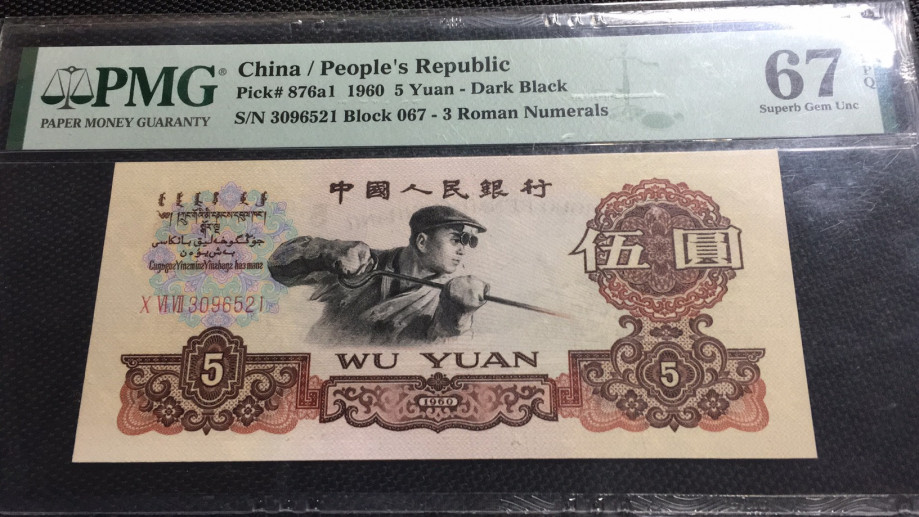 PMG®
PAPER MONEY GUARANTY
China / People's Republic
Pick# 876a1 1960 5 Yuan - Dark Black
S/N 3096521 Block 067 - 3 Roman Numerals
67
Superb Gem Unc
中國人民銀行
X VI VII 3096521
伍圓
WU YUAN
5
1960
5